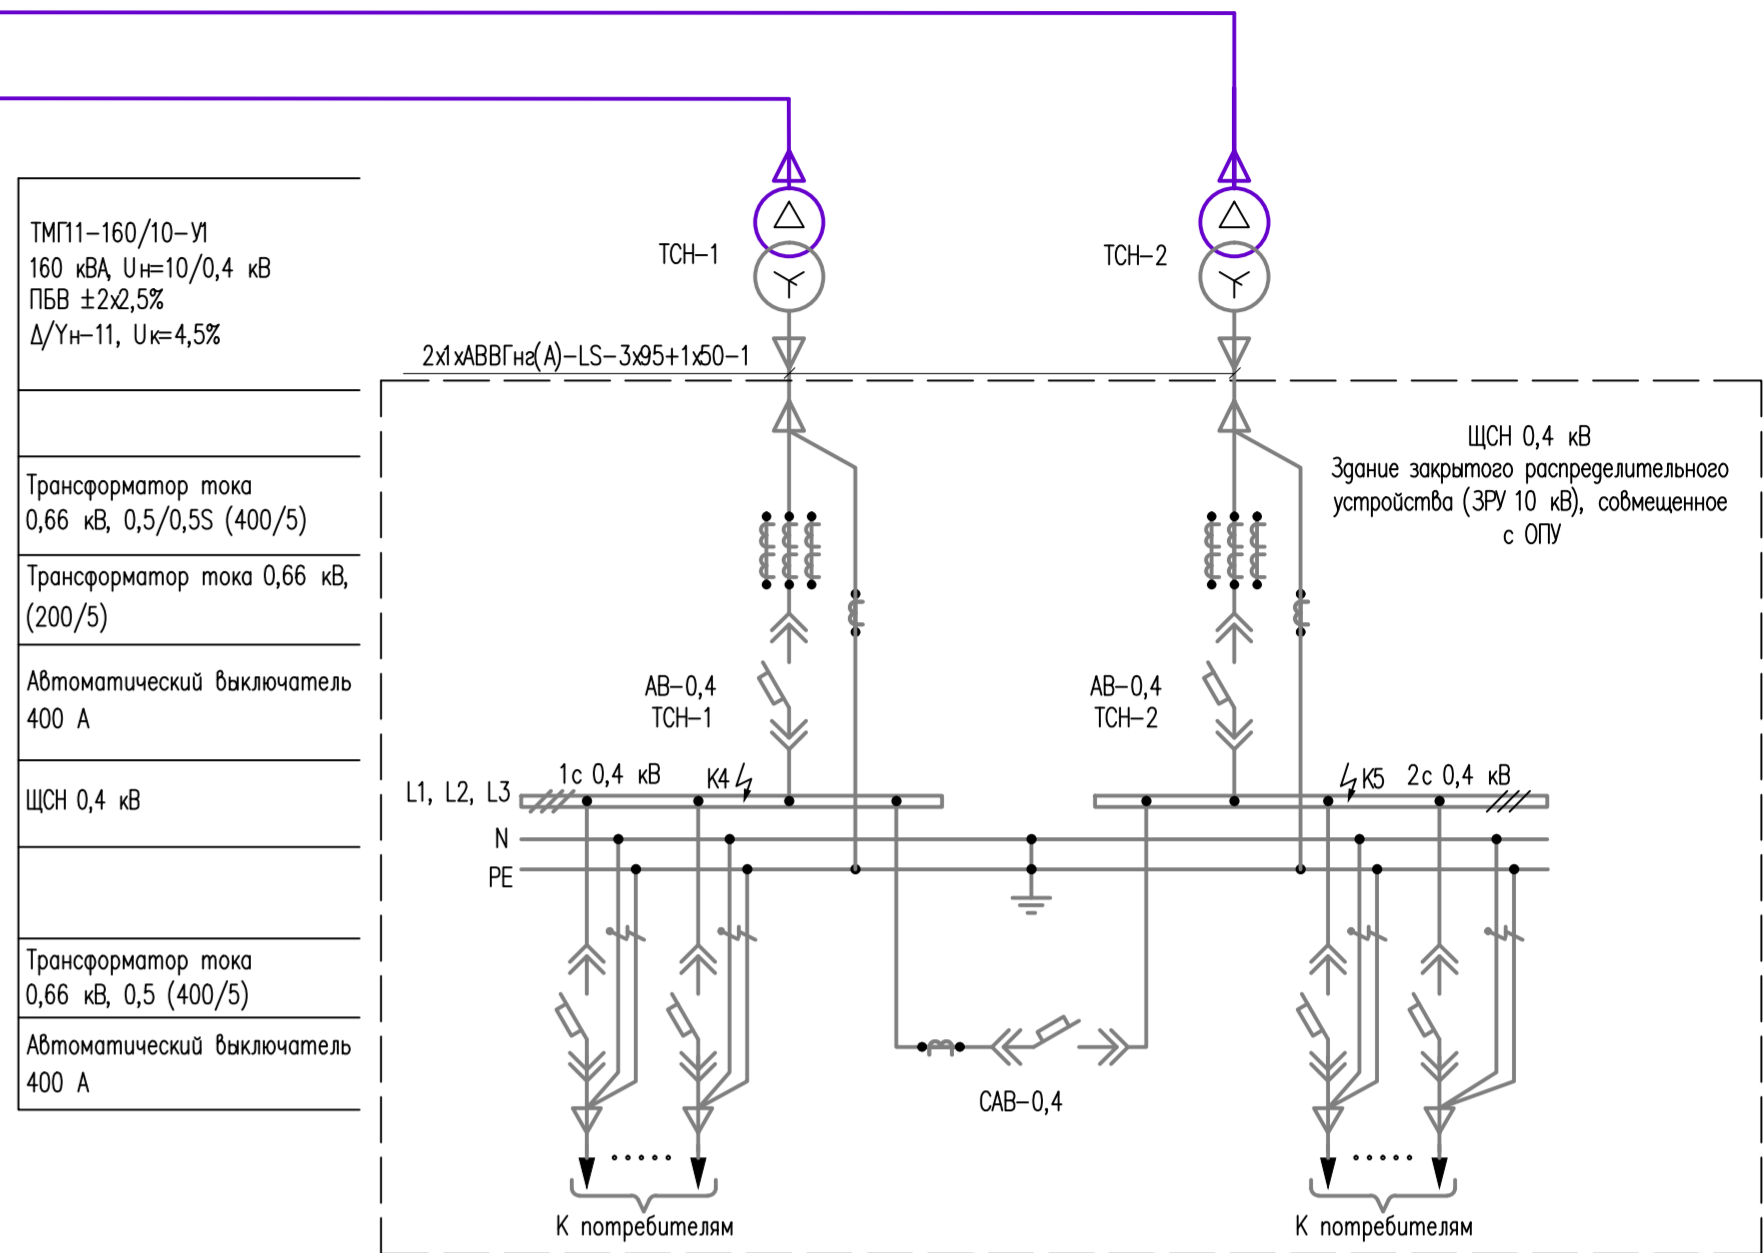 ТМГ11-160/10-У1
160 кВА, Uн=10/0,4 кВ
ПБВ ±2х2,5%
Δ/Yн-11, Uк=4,5%
Трансформатор тока
0,66 кВ, 0,5/0,5S (400/5)
Трансформатор тока 0,66 кВ,
(200/5)
Автоматический выключатель
400 А
ЩСН 0,4 кВ
Трансформатор тока
0,66 кВ, 0,5 (400/5)
Автоматический выключатель
400 А
ТСН-1
ТСН-2
2х1хАВВГнг(А)-LS-3х95+1х50-1
ЩСН 0,4 кВ
Здание закрытого распределительного
устройства (ЗРУ 10 кВ), совмещенное
с ОПУ
АВ-0,4
ТСН-1
АВ-0,4
ТСН-2
L1, L2, L3
1с 0,4 кВ
К4
К5
2с 0,4 кВ
N
PE
САВ-0,4
К потребителям
К потребителям